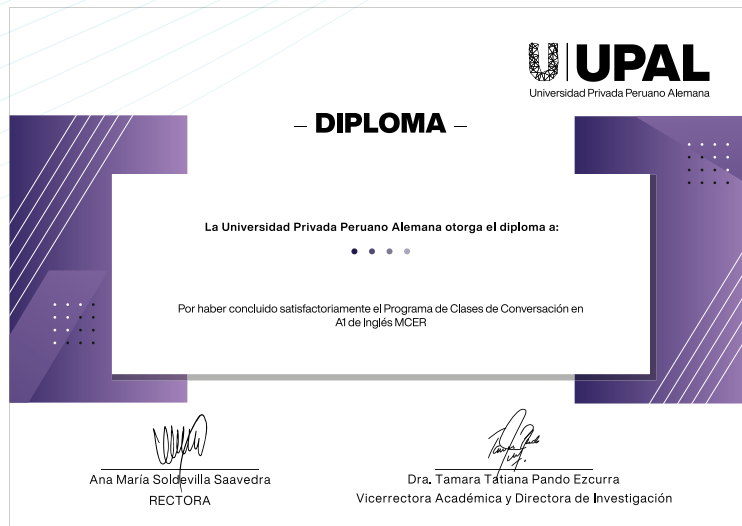 UPAL
Universidad Privada Peruano Alemana
– DIPLOMA –
La Universidad Privada Peruano Alemana otorga el diploma a:
Por haber concluido satisfactoriamente el Programa de Clases de Conversación en
A1 de Inglés MCER
Ana María Soldevilla Saavedra
RECTORA
Dra. Tamara Tatiana Pando Ezcurra
Vicerrectora Académica y Directora de Investigación